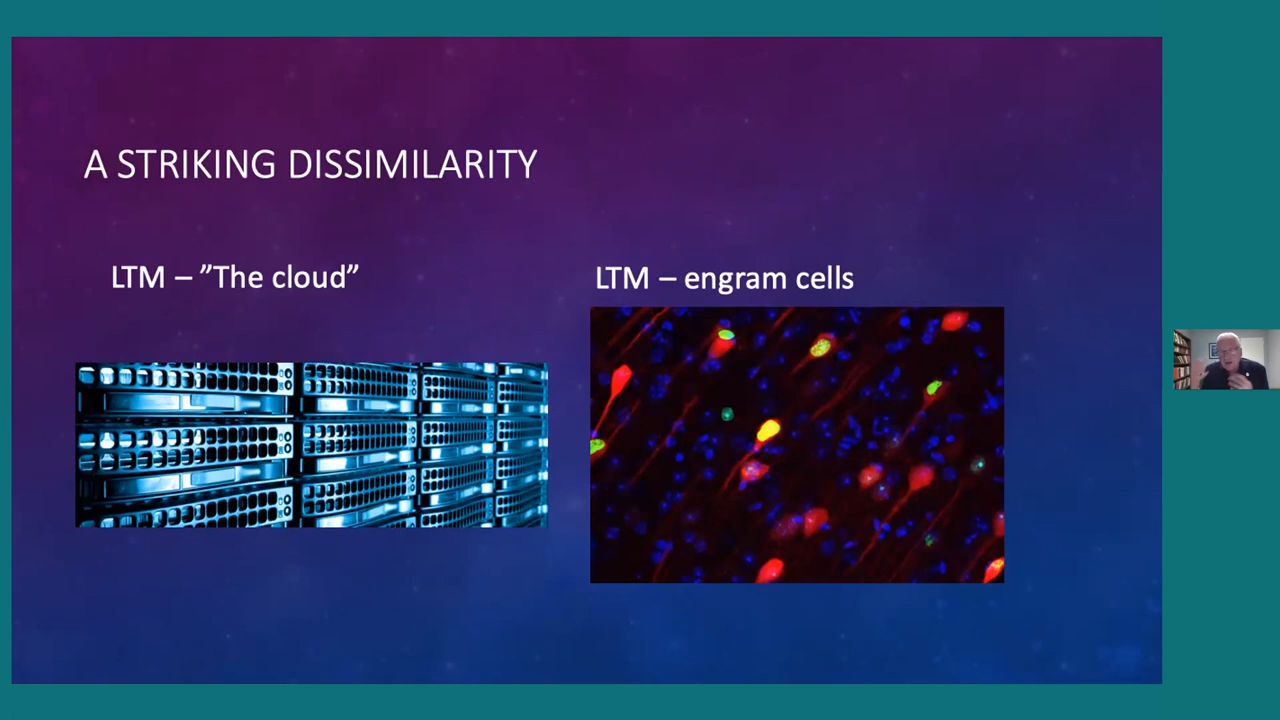 A STRIKING DISSIMILARITY
LTM – ”The cloud”
LTM – engram cells